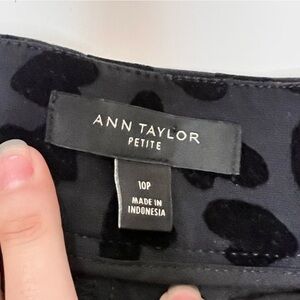 ANN TAYLOR
PETITE
10P
MADE IN
INDONESIA